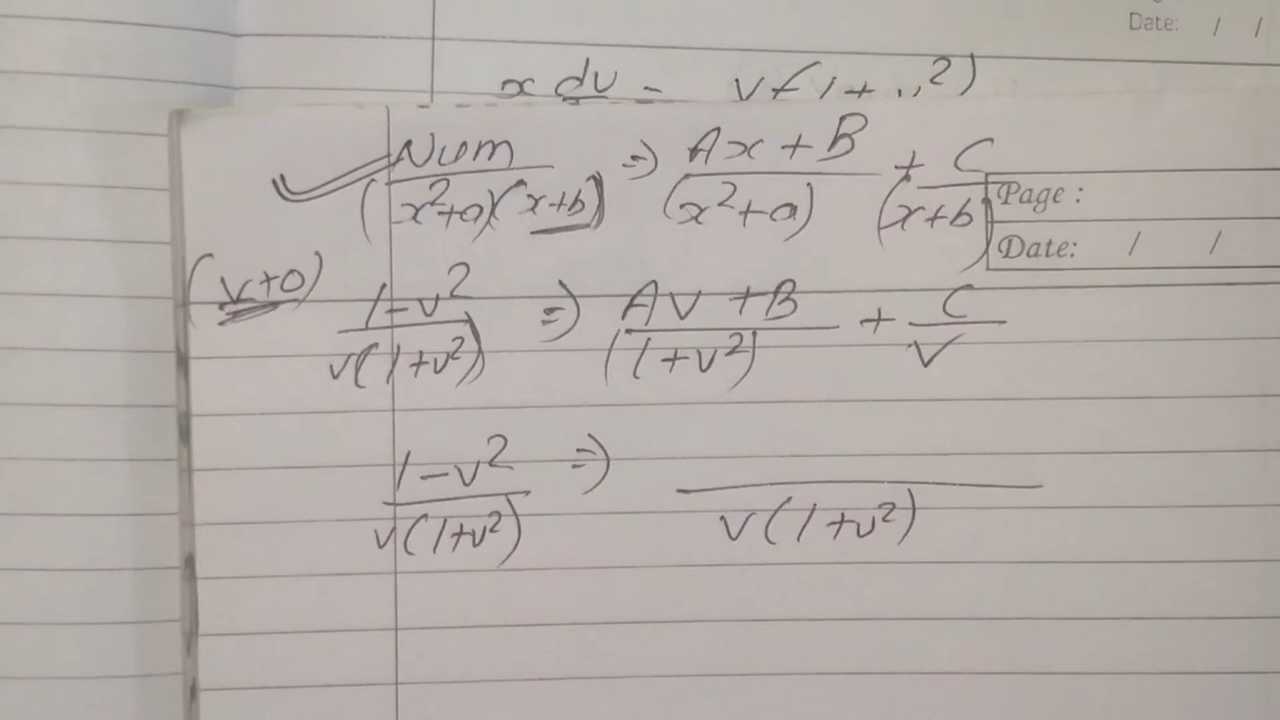 Date: / /
x dv = v(1+ v²)
Num/((x²+a)(x+b)) ⇒ (Ax+B)/(x²+a) + C/(x+b)
Page :
Date: / /
(v+0) (1-v²)/(v(1+v²)) ⇒ (Av+B)/(1+v²) + C/v
(1-v²)/(v(1+v²)) ⇒ /(v(1+v²))